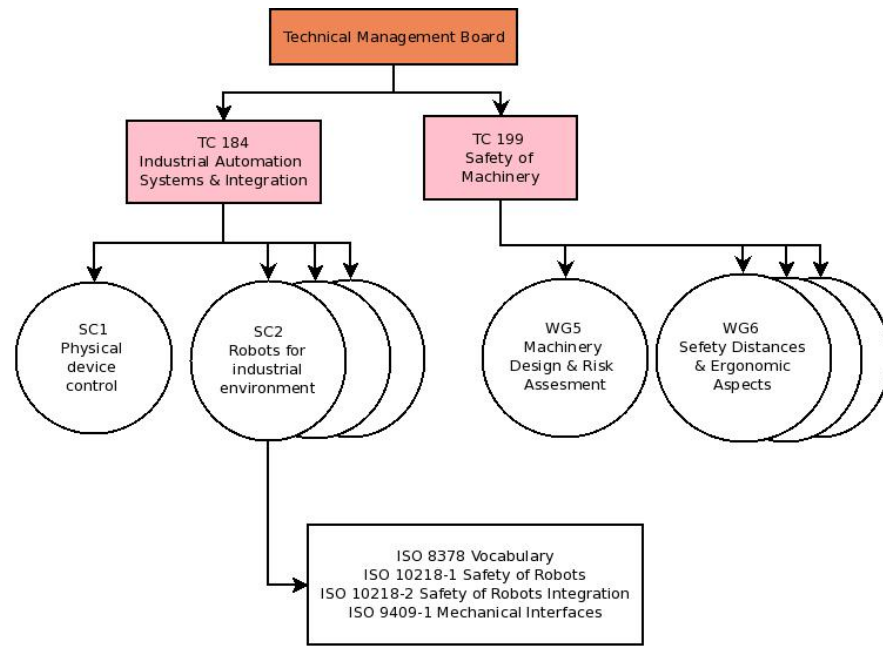 Technical Management Board
TC 184
Industrial Automation
Systems & Integration
TC 199
Safety of
Machinery
SC1
Physical
device
control
SC2
Robots for
industrial
environment
WG5
Machinery
Design & Risk
Assesment
WG6
Safety Distances
& Ergonomic
Aspects
ISO 8378 Vocabulary
ISO 10218-1 Safety of Robots
ISO 10218-2 Safety of Robots Integration
ISO 9409-1 Mechanical Interfaces